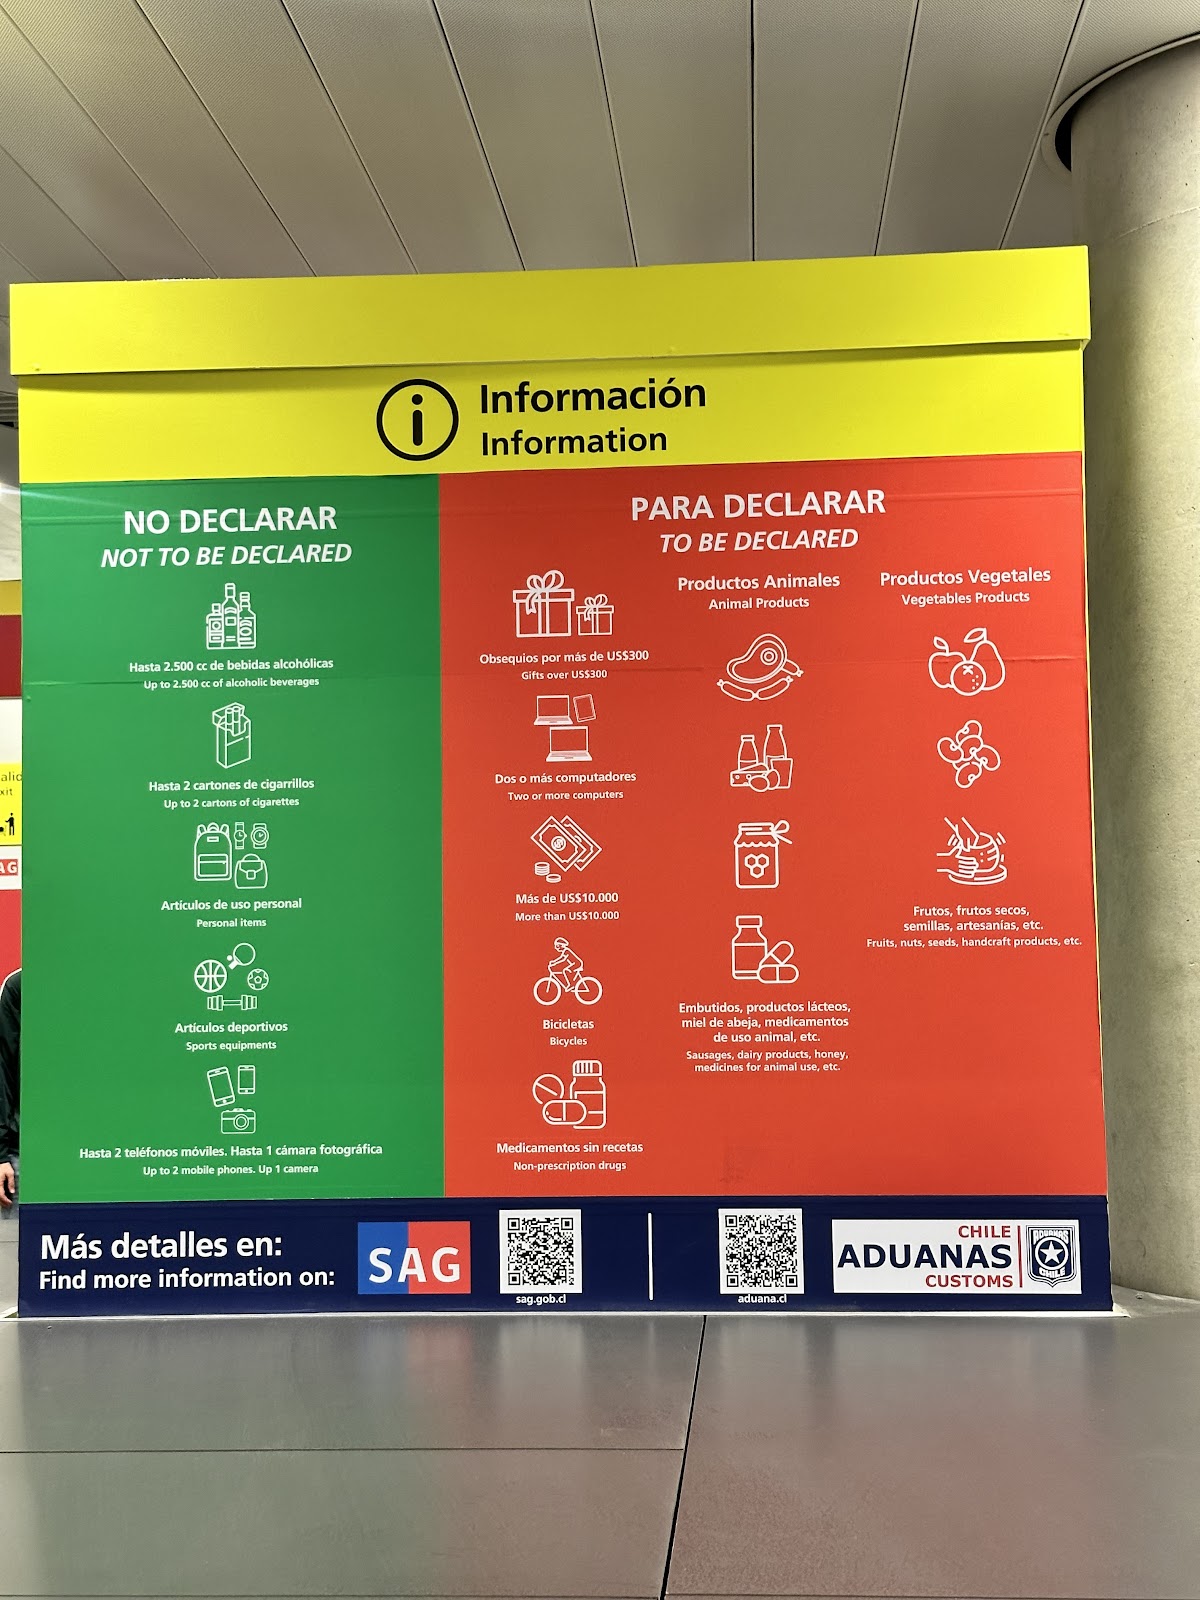 Información
Information
NO DECLARAR
NOT TO BE DECLARED
Hasta 2.500 cc de bebidas alcohólicas
Up to 2.500 cc of alcoholic beverages
Hasta 2 cartones de cigarrillos
Up to 2 cartons of cigarettes
Artículos de uso personal
Personal items
Artículos deportivos
Sports equipments
Hasta 2 teléfonos móviles. Hasta 1 cámara fotográfica
Up to 2 mobile phones. Up 1 camera
PARA DECLARAR
TO BE DECLARED
Obsequios por más de US$300
Gifts over US$300
Dos o más computadores
Two or more computers
Más de US$10.000
More than US$10.000
Bicicletas
Bicycles
Medicamentos sin recetas
Non-prescription drugs
Productos Animales
Animal Products
Embutidos, productos lácteos,
miel de abeja, medicamentos
de uso animal, etc.
Sausages, dairy products, honey,
medicines for animal use, etc.
Productos Vegetales
Vegetables Products
Frutos, frutos secos,
semillas, artesanías, etc.
Fruits, nuts, seeds, handcraft products, etc.
Más detalles en:
Find more information on:
SAG
sag.gob.cl
aduana.cl
CHILE
ADUANAS
CUSTOMS
ADUANAS
CHILE